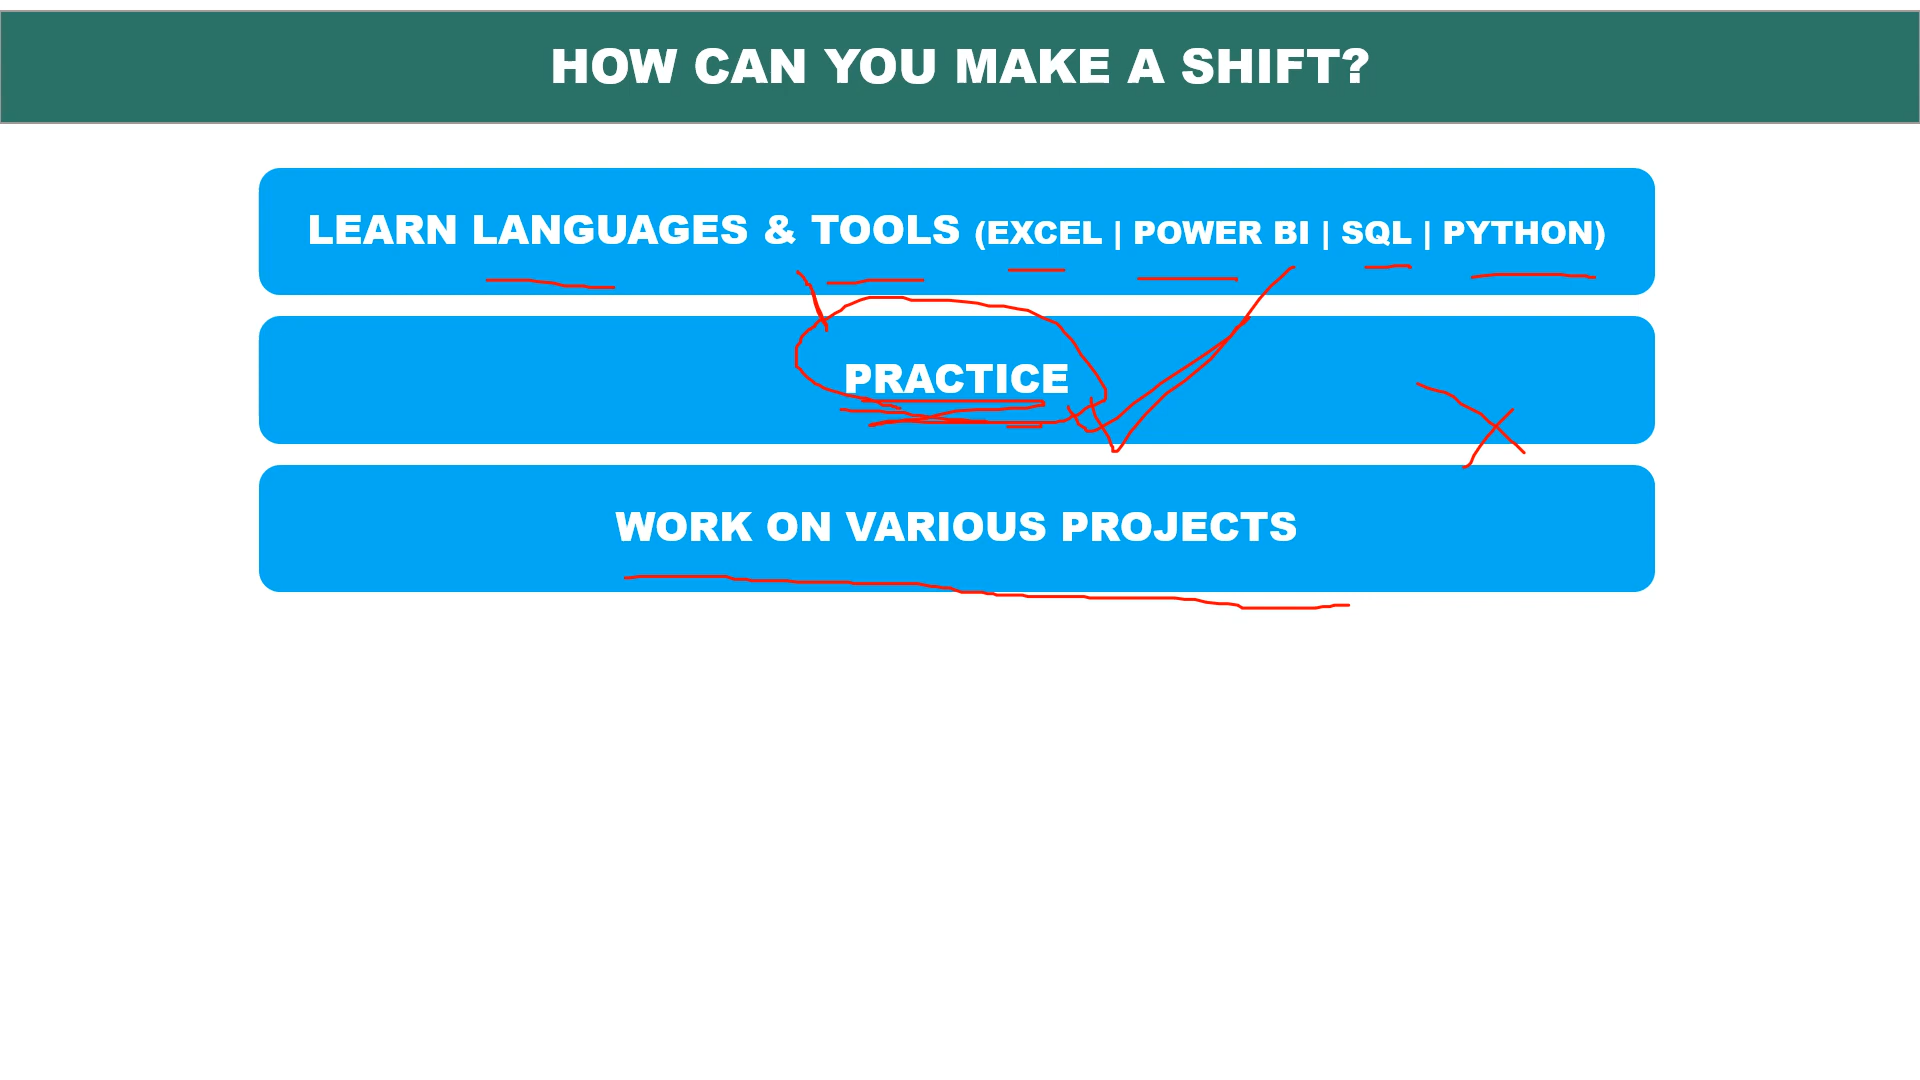 HOW CAN YOU MAKE A SHIFT?
LEARN LANGUAGES & TOOLS (EXCEL | POWER BI | SQL | PYTHON)
PRACTICE
WORK ON VARIOUS PROJECTS